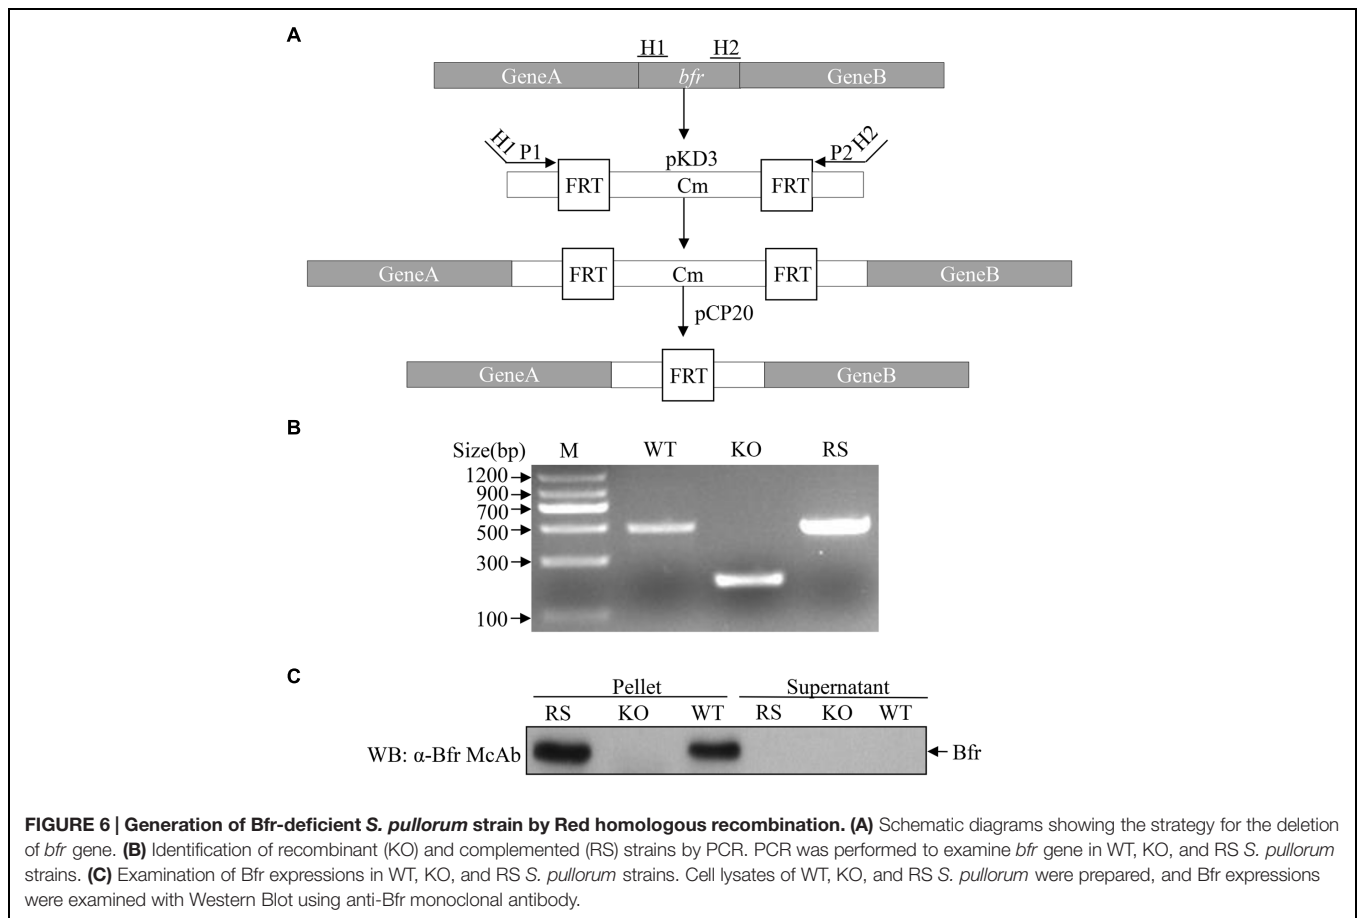 A
H1 H2
GeneA bfr GeneB
H1 P1 pKD3 P2 H2
FRT Cm FRT
GeneA FRT Cm FRT GeneB
pCP20
GeneA FRT GeneB
B
Size(bp) M WT KO RS
1200
900
700
500
300
100
C
Pellet Supernatant
RS KO WT RS KO WT
WB: α-Bfr McAb Bfr
FIGURE 6 | Generation of Bfr-deficient S. pullorum strain by Red homologous recombination. (A) Schematic diagrams showing the strategy for the deletion
of bfr gene. (B) Identification of recombinant (KO) and complemented (RS) strains by PCR. PCR was performed to examine bfr gene in WT, KO, and RS S. pullorum
strains. (C) Examination of Bfr expressions in WT, KO, and RS S. pullorum strains. Cell lysates of WT, KO, and RS S. pullorum were prepared, and Bfr expressions
were examined with Western Blot using anti-Bfr monoclonal antibody.